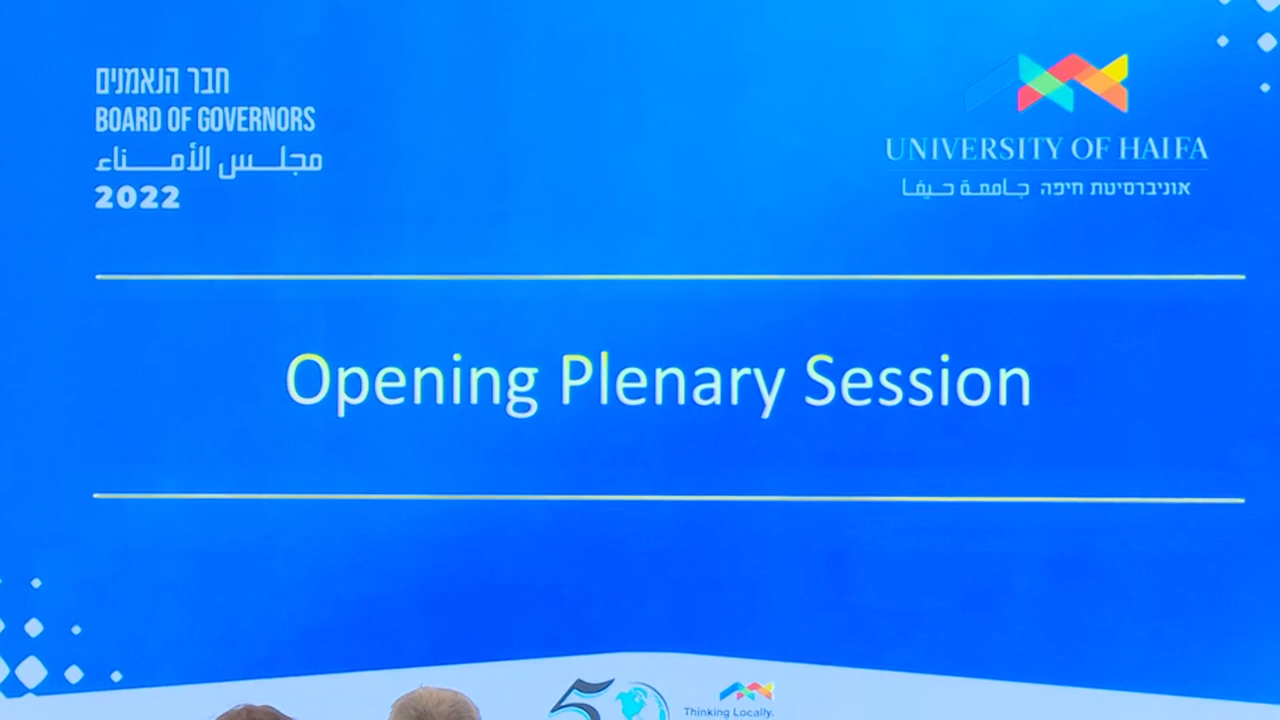 חבר הנאמנים
BOARD OF GOVERNORS
مجلس الأمناء
2022
UNIVERSITY OF HAIFA
אוניברסיטת חיפה جامعة حيفا
Opening Plenary Session
50
Thinking Locally.